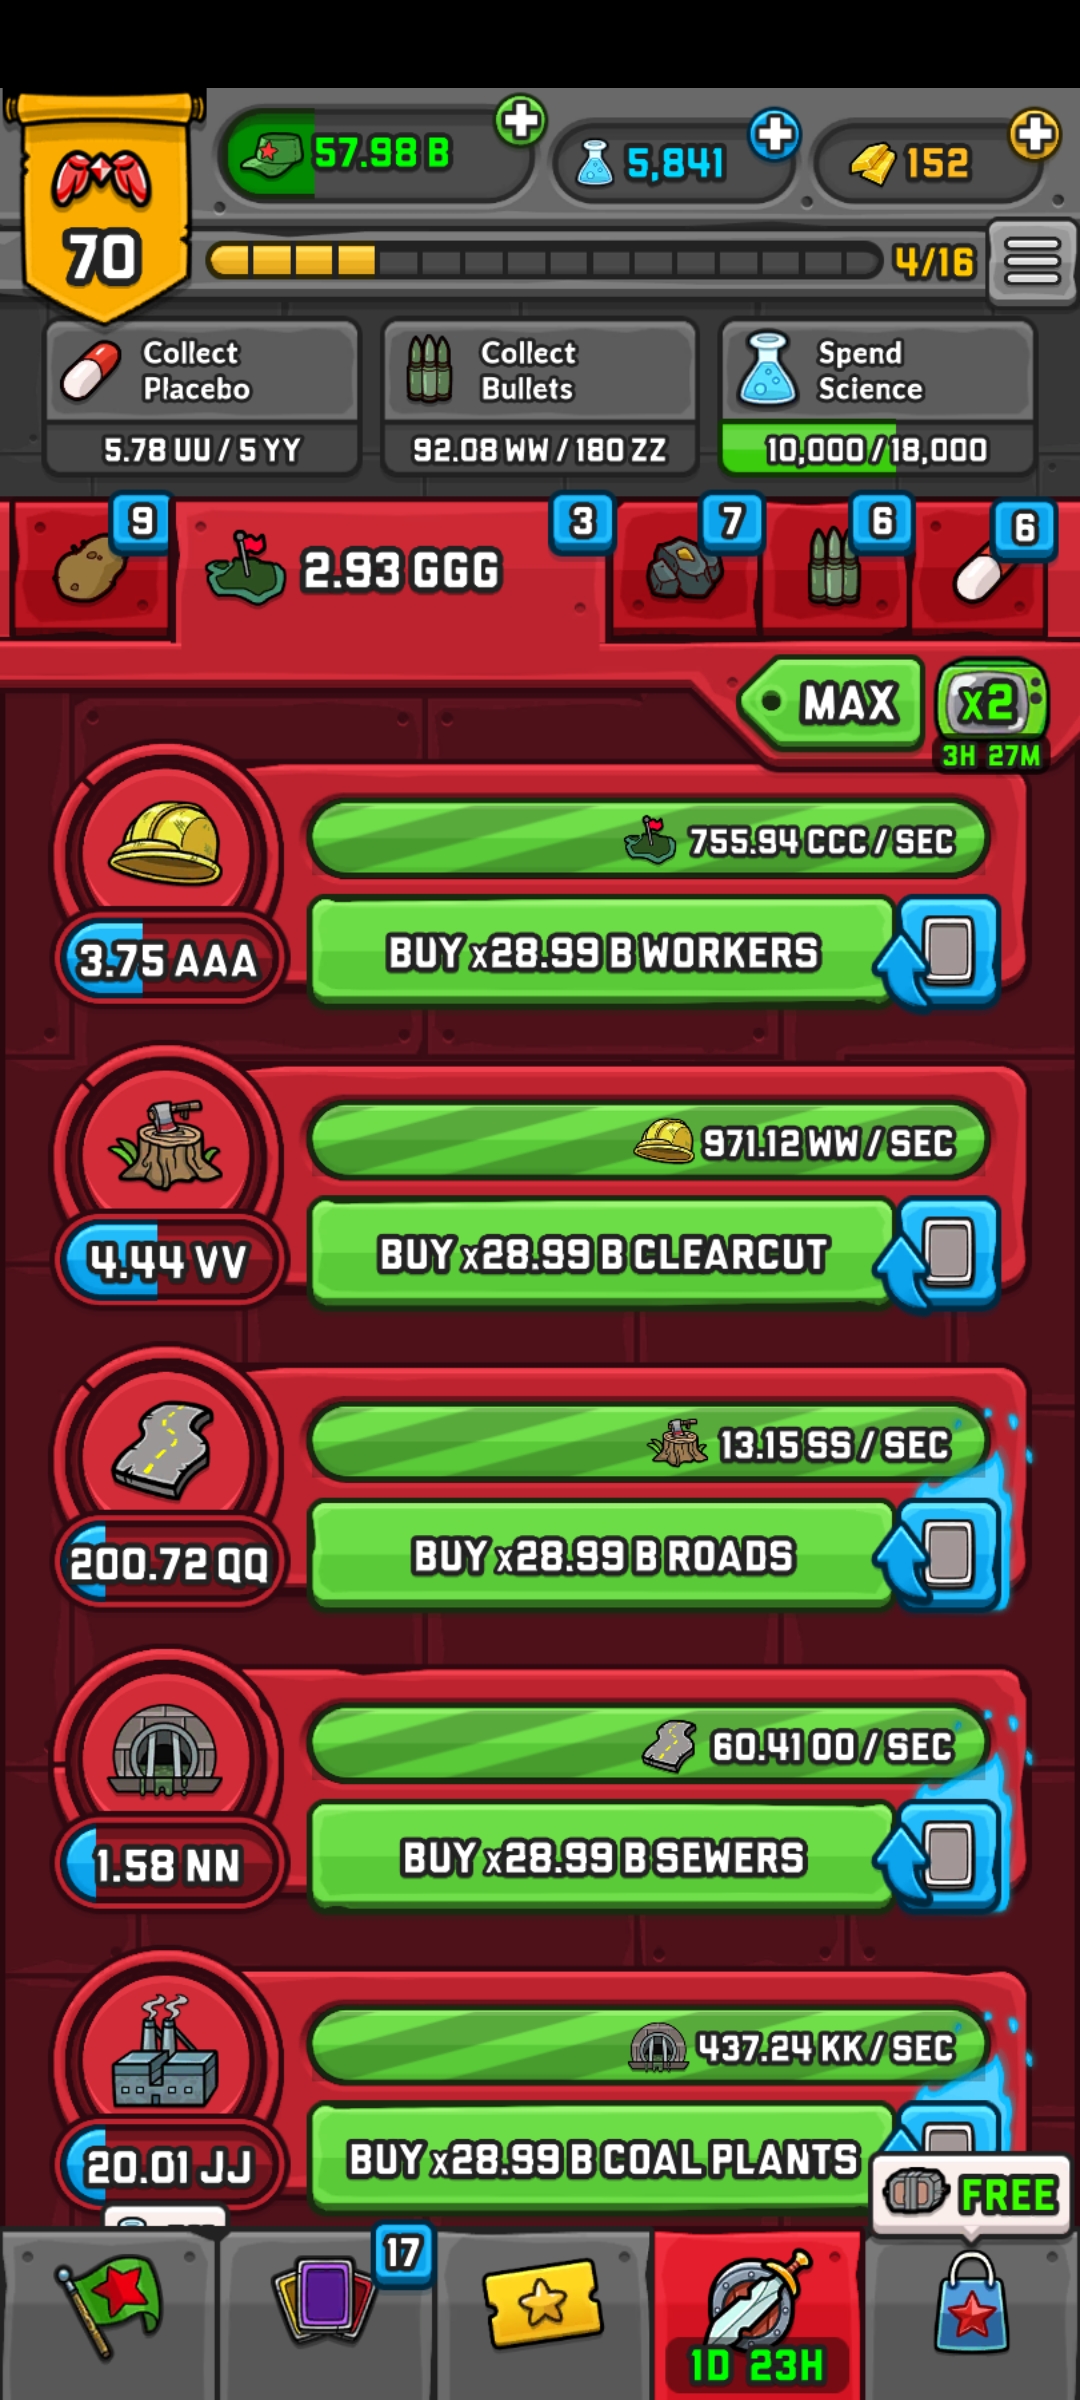 70
57.98 B
5,841
152
4/16
Collect
Placebo
5.78 UU / 5 YY
Collect
Bullets
92.08 WW / 180 ZZ
Spend
Science
10,000 / 18,000
9
2.93 GGG
3
7
6
6
MAX
x2
3H 27M
755.94 CCC / SEC
3.75 AAA
BUY x28.99 B WORKERS
971.12 WW / SEC
4.44 VV
BUY x28.99 B CLEARCUT
13.15 SS / SEC
200.72 QQ
BUY x28.99 B ROADS
60.41 OO / SEC
1.58 NN
BUY x28.99 B SEWERS
437.24 KK / SEC
20.01 JJ
BUY x28.99 B COAL PLANTS
FREE
17
1D 23H